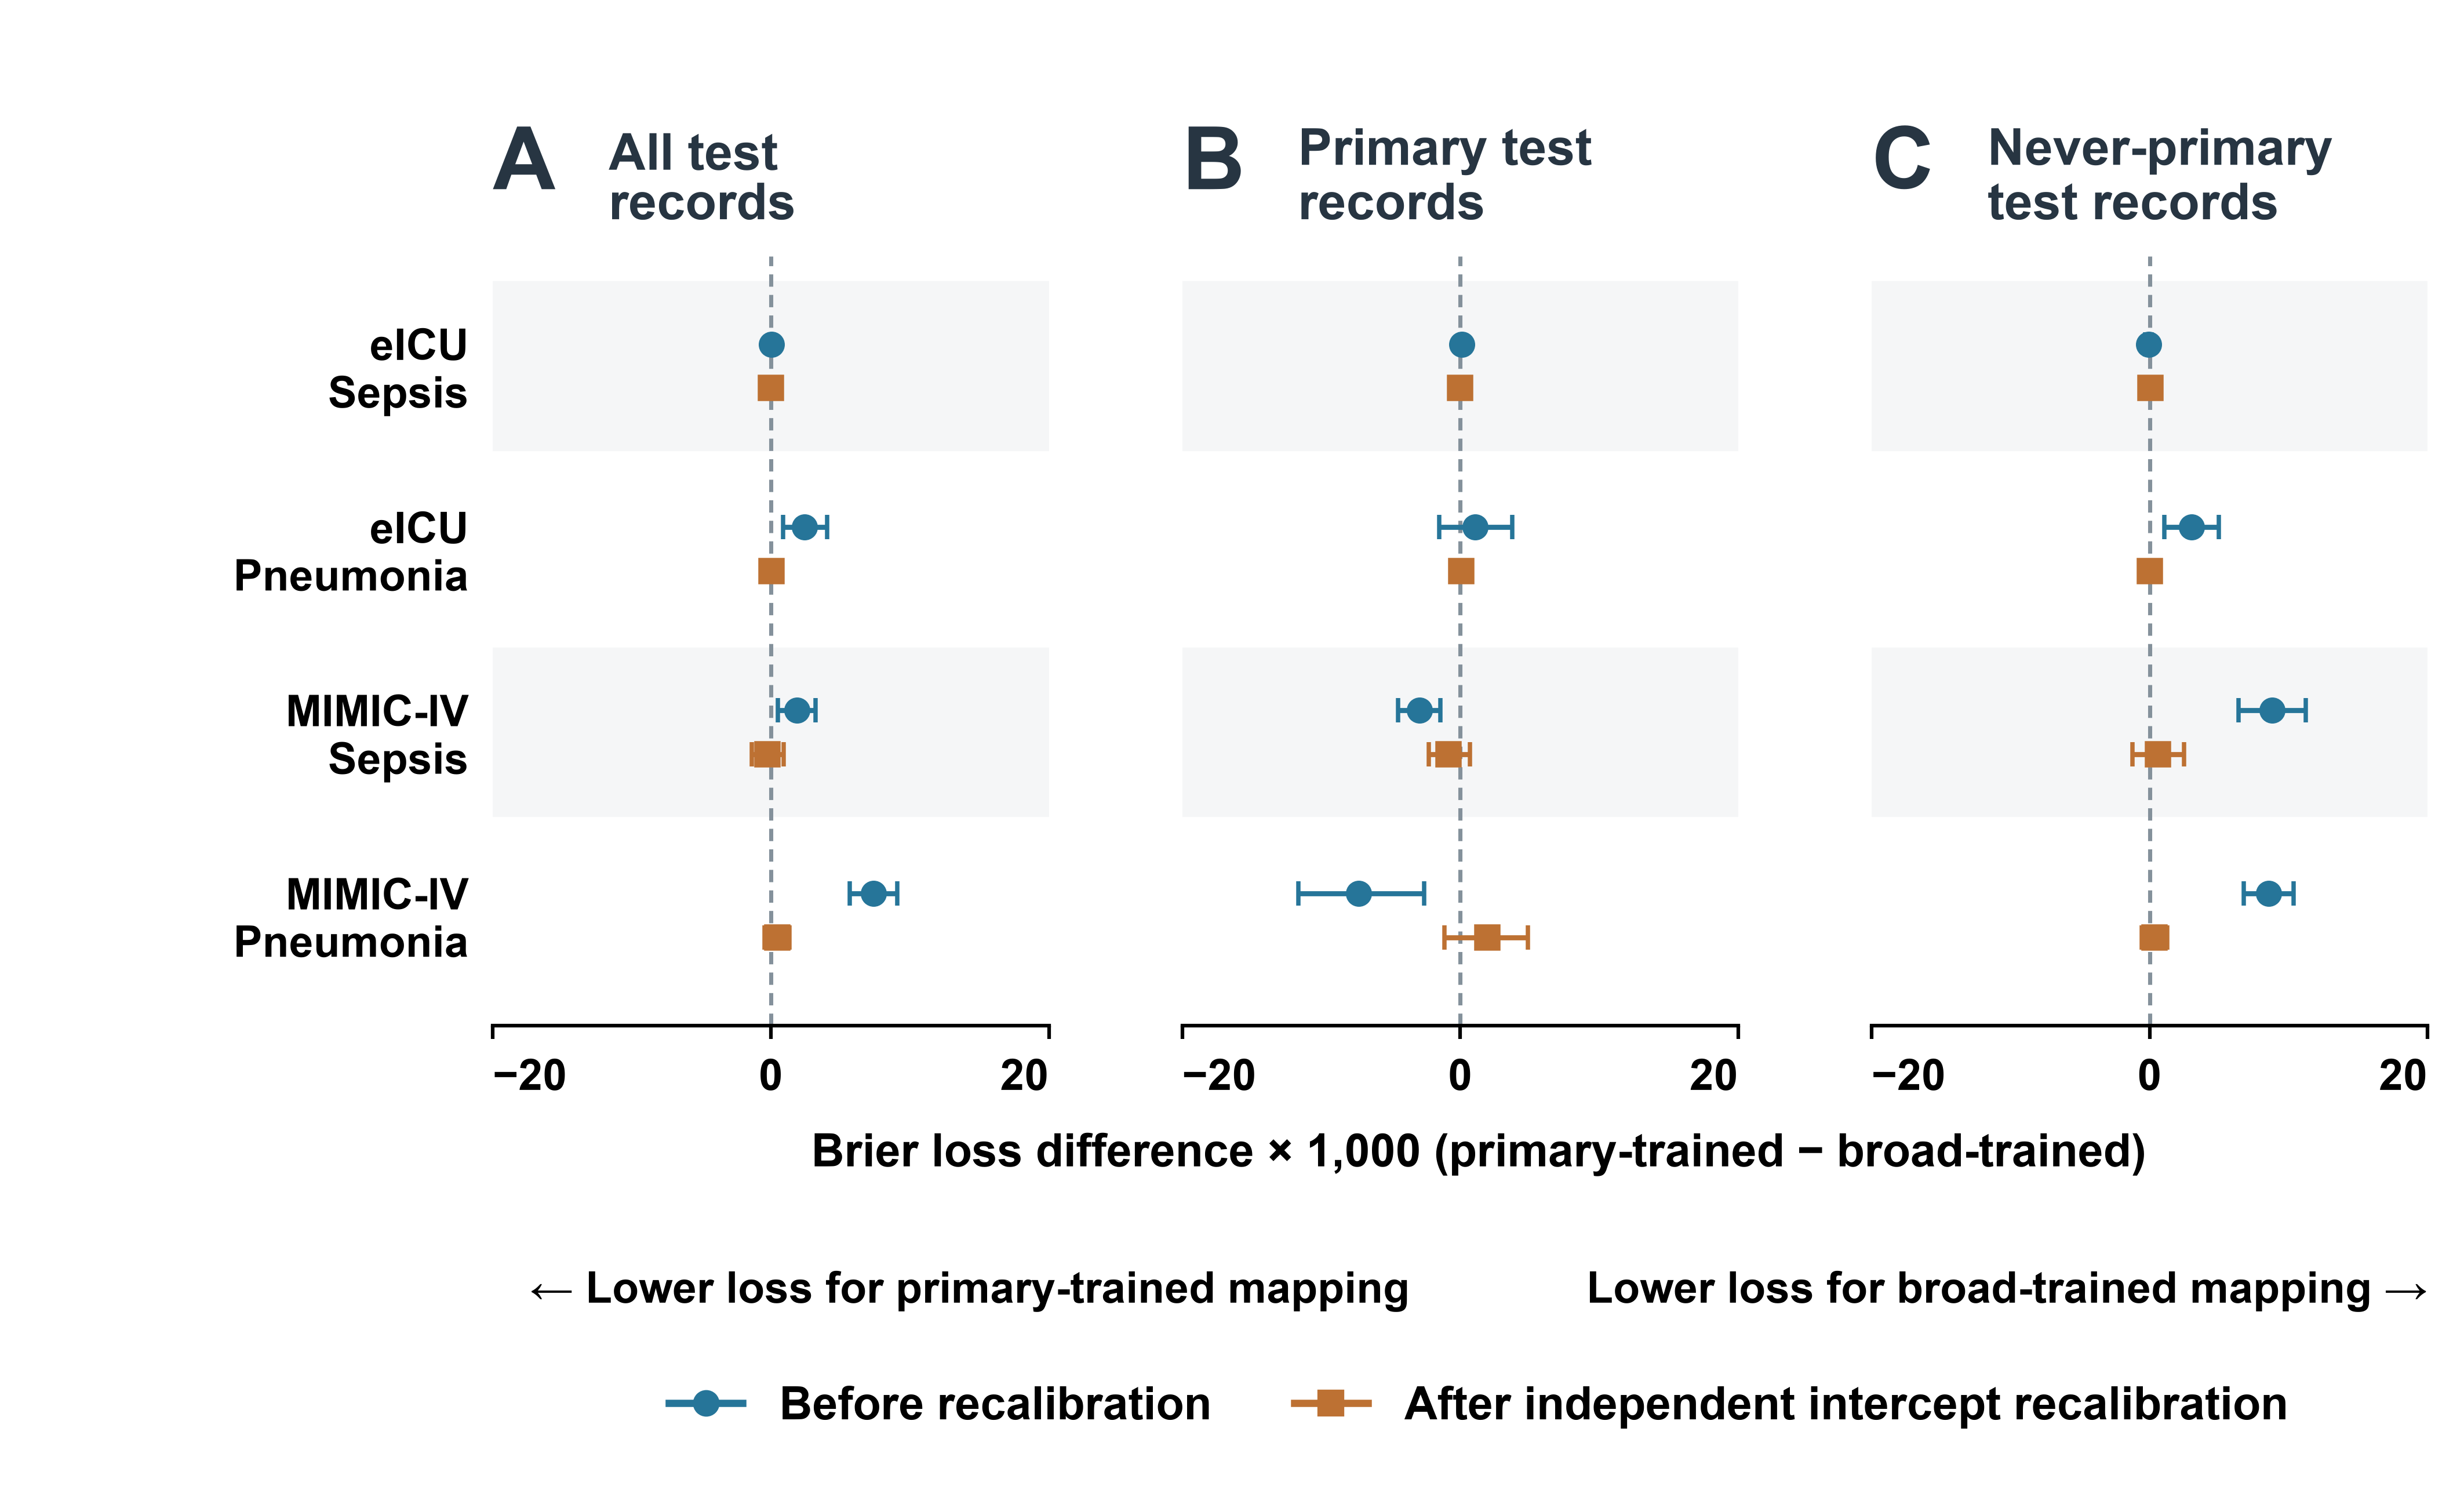 A
All test
records
B
Primary test
records
C
Never-primary
test records
eICU
Sepsis
eICU
Pneumonia
MIMIC-IV
Sepsis
MIMIC-IV
Pneumonia
−20 0 20
−20 0 20
−20 0 20
Brier loss difference × 1,000 (primary-trained − broad-trained)
← Lower loss for primary-trained mapping
Lower loss for broad-trained mapping →
Before recalibration
After independent intercept recalibration